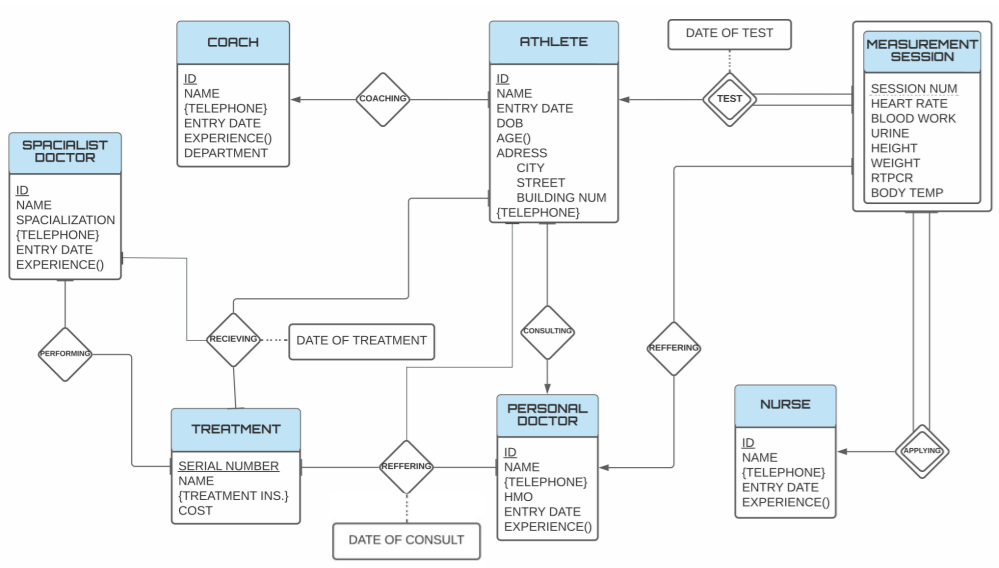 COACH
ID
NAME
{TELEPHONE}
ENTRY DATE
EXPERIENCE()
DEPARTMENT
COACHING
ATHLETE
ID
NAME
ENTRY DATE
DOB
AGE()
ADRESS
CITY
STREET
BUILDING NUM
{TELEPHONE}
DATE OF TEST
TEST
MEASUREMENT
SESSION
SESSION NUM
HEART RATE
BLOOD WORK
URINE
HEIGHT
WEIGHT
RTPCR
BODY TEMP
SPACIALIST
DOCTOR
ID
NAME
SPACIALIZATION
{TELEPHONE}
ENTRY DATE
EXPERIENCE()
PERFORMING
RECIEVING
DATE OF TREATMENT
CONSULTING
REFFERING
TREATMENT
SERIAL NUMBER
NAME
{TREATMENT INS.}
COST
REFFERING
DATE OF CONSULT
PERSONAL
DOCTOR
ID
NAME
{TELEPHONE}
HMO
ENTRY DATE
EXPERIENCE()
NURSE
ID
NAME
{TELEPHONE}
ENTRY DATE
EXPERIENCE()
APPLYING